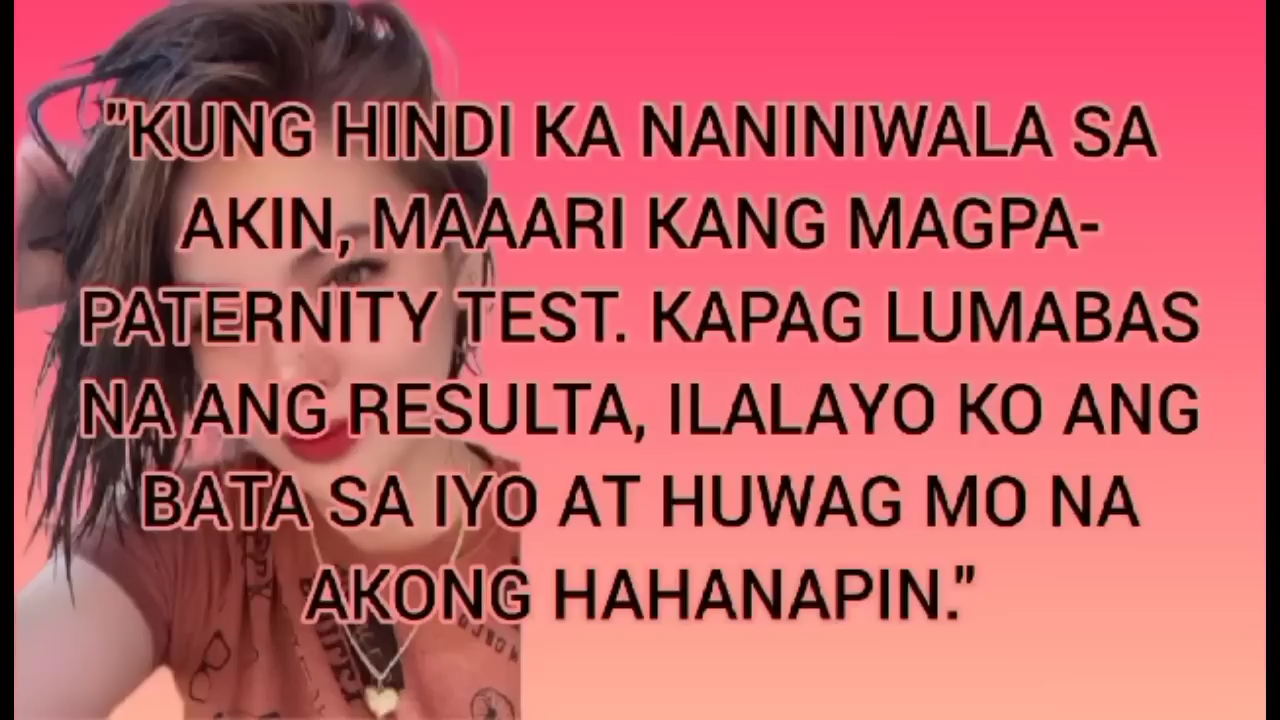 "KUNG HINDI KA NANINIWALA SA
AKIN, MAAARI KANG MAGPA-
PATERNITY TEST. KAPAG LUMABAS
NA ANG RESULTA, ILALAYO KO ANG
BATA SA IYO AT HUWAG MO NA
AKONG HAHANAPIN."